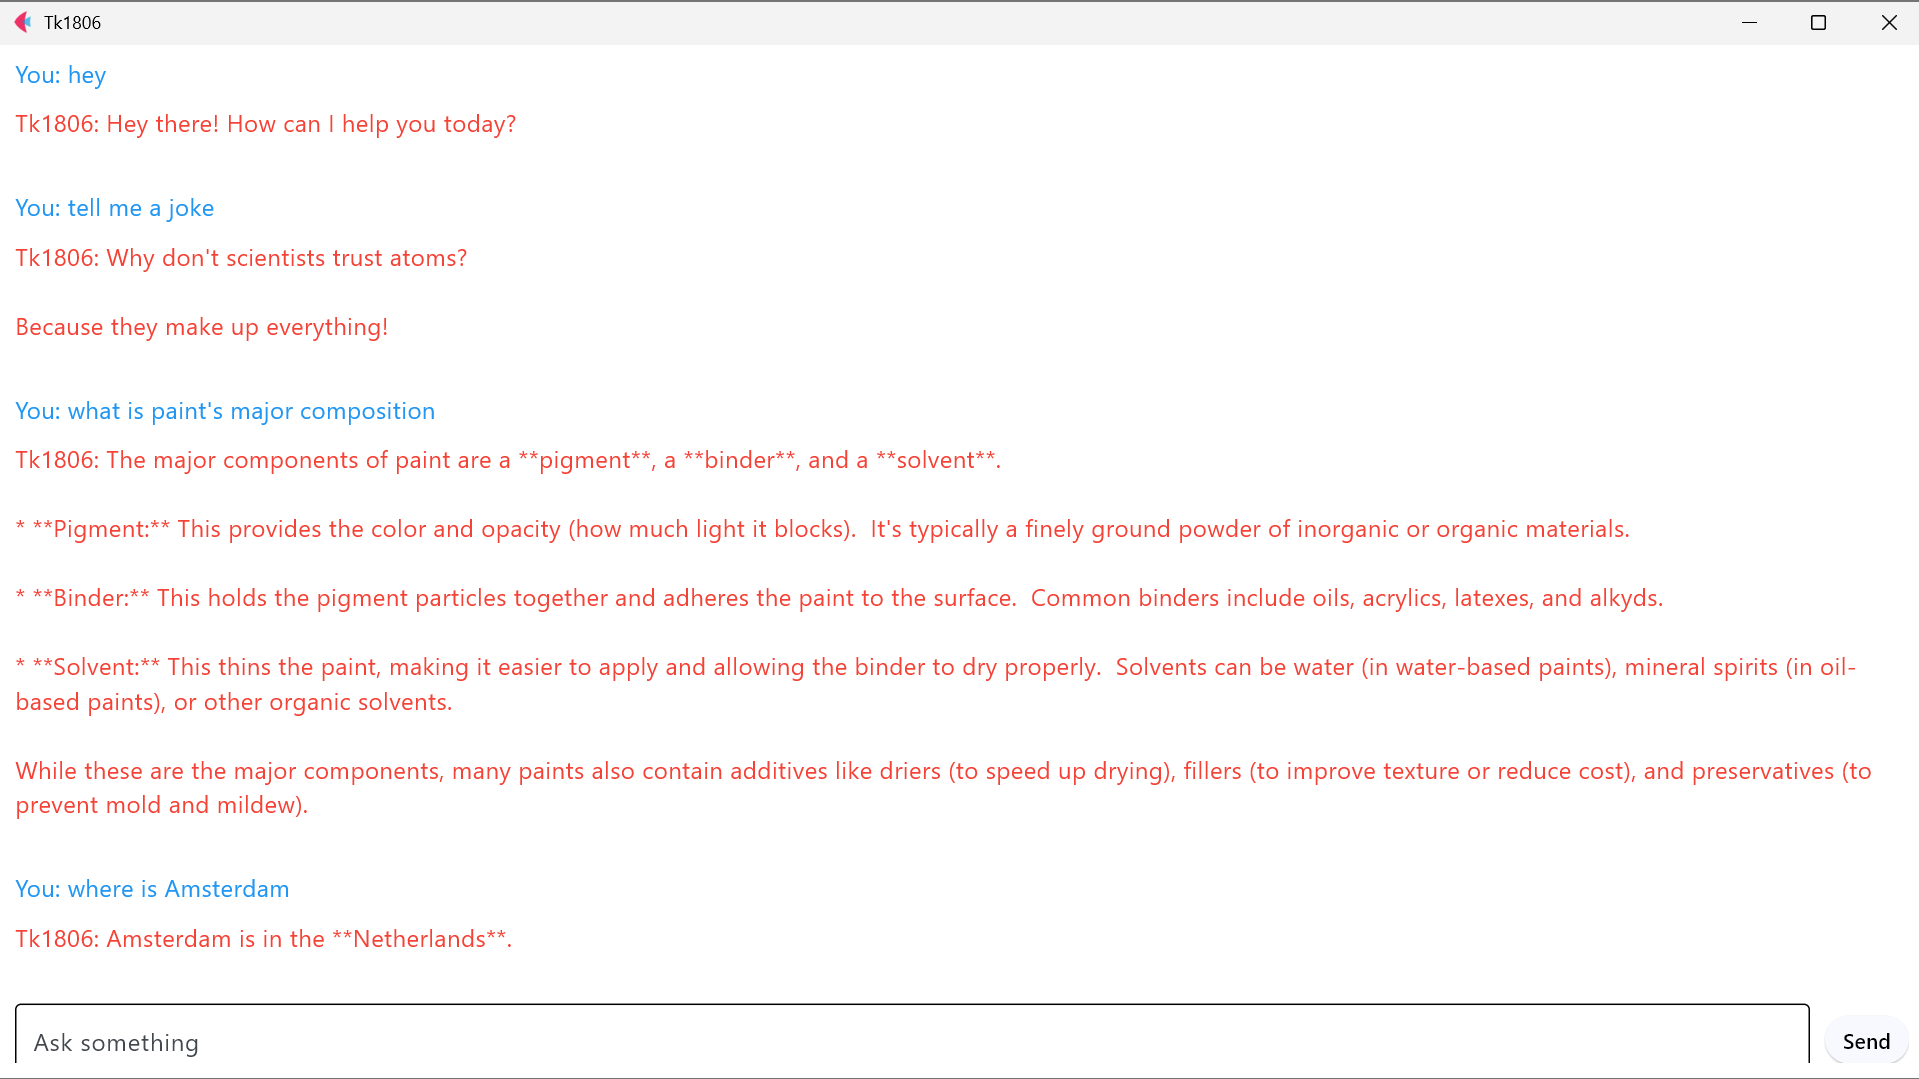 Tk1806
You: hey
Tk1806: Hey there! How can I help you today?
You: tell me a joke
Tk1806: Why don't scientists trust atoms?
Because they make up everything!
You: what is paint's major composition
Tk1806: The major components of paint are a **pigment**, a **binder**, and a **solvent**.
* **Pigment:** This provides the color and opacity (how much light it blocks).  It's typically a finely ground powder of inorganic or organic materials.
* **Binder:** This holds the pigment particles together and adheres the paint to the surface.  Common binders include oils, acrylics, latexes, and alkyds.
* **Solvent:** This thins the paint, making it easier to apply and allowing the binder to dry properly.  Solvents can be water (in water-based paints), mineral spirits (in oil-
based paints), or other organic solvents.
While these are the major components, many paints also contain additives like driers (to speed up drying), fillers (to improve texture or reduce cost), and preservatives (to
prevent mold and mildew).
You: where is Amsterdam
Tk1806: Amsterdam is in the **Netherlands**.
Ask something
Send